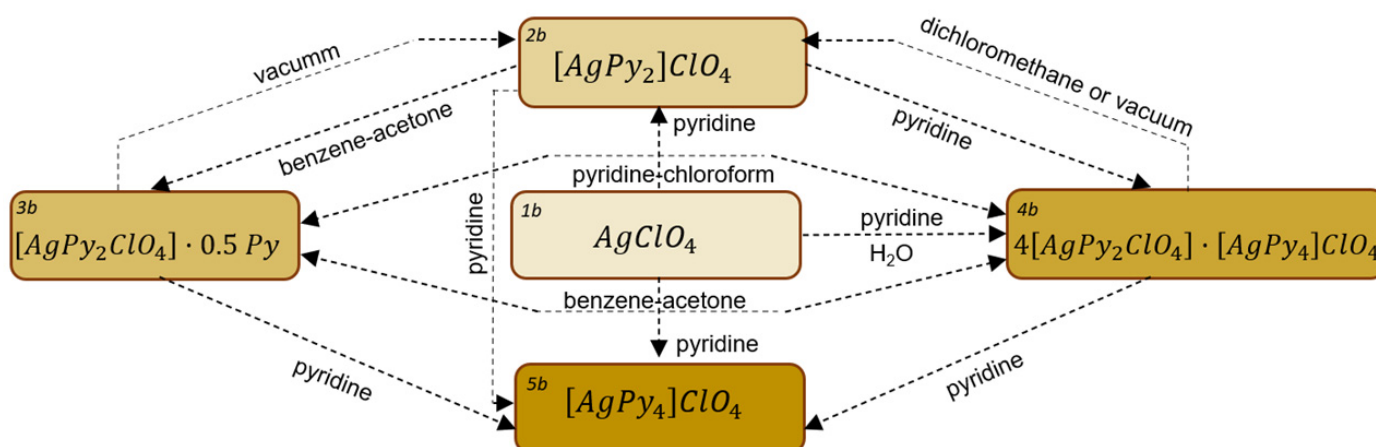 2b
[AgPy₂]ClO₄
vacumm
dichloromethane or vacuum
benzene-acetone
pyridine
pyridine
pyridine-chloroform
3b
[AgPy₂ClO₄] · 0.5 Py
pyridine
1b
AgClO₄
pyridine
H₂O
4b
4[AgPy₂ClO₄] · [AgPy₄]ClO₄
benzene-acetone
pyridine
pyridine
pyridine
5b
[AgPy₄]ClO₄